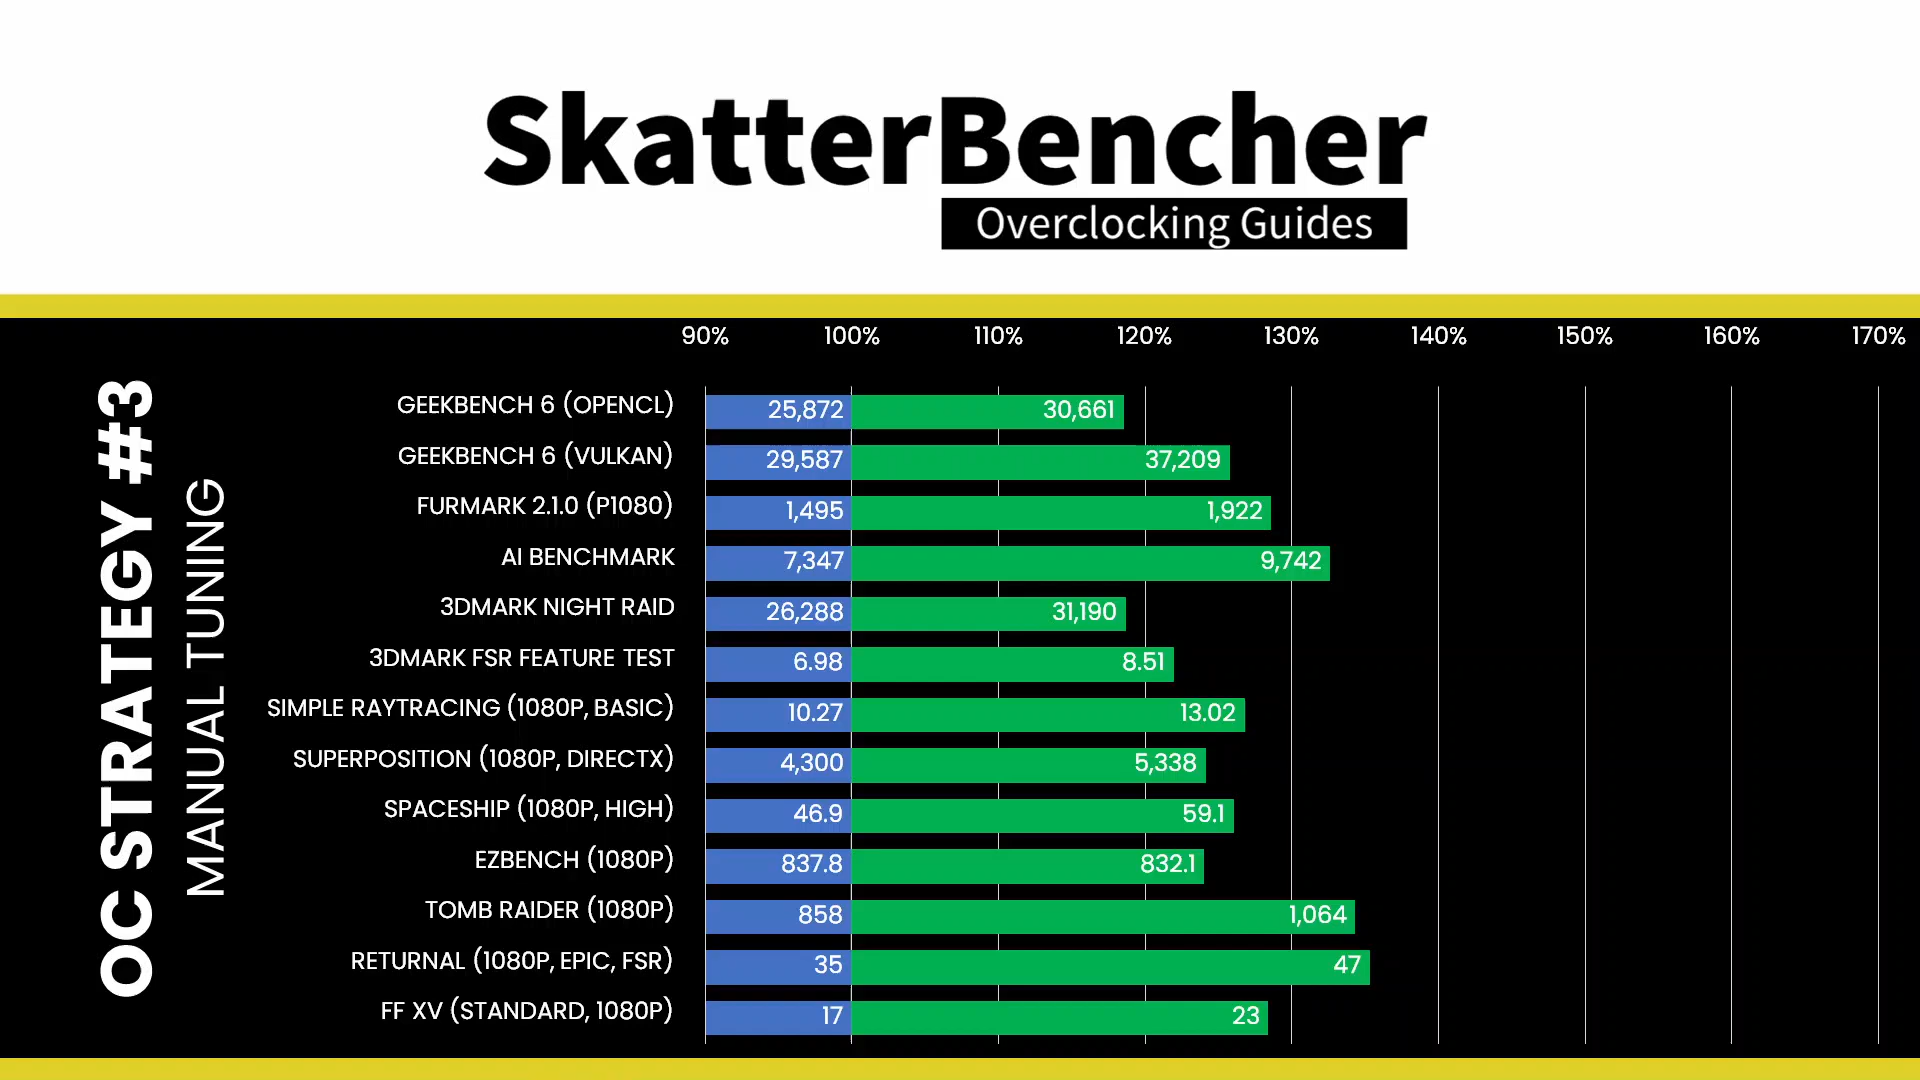 SkatterBencher
Overclocking Guides
90% 100% 110% 120% 130% 140% 150% 160% 170%
OC STRATEGY #3
MANUAL TUNING
GEEKBENCH 6 (OPENCL) 25,872 30,661
GEEKBENCH 6 (VULKAN) 29,587 37,209
FURMARK 2.1.0 (P1080) 1,495 1,922
AI BENCHMARK 7,347 9,742
3DMARK NIGHT RAID 26,288 31,190
3DMARK FSR FEATURE TEST 6.98 8.51
SIMPLE RAYTRACING (1080P, BASIC) 10.27 13.02
SUPERPOSITION (1080P, DIRECTX) 4,300 5,338
SPACESHIP (1080P, HIGH) 46.9 59.1
EZBENCH (1080P) 837.8 832.1
TOMB RAIDER (1080P) 858 1,064
RETURNAL (1080P, EPIC, FSR) 35 47
FF XV (STANDARD, 1080P) 17 23